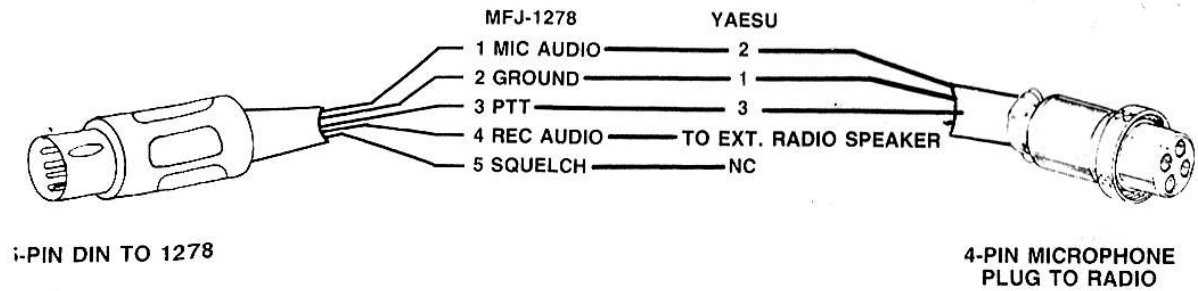 MFJ-1278 YAESU
1 MIC AUDIO 2
2 GROUND 1
3 PTT 3
4 REC AUDIO TO EXT. RADIO SPEAKER
5 SQUELCH NC
-PIN DIN TO 1278
4-PIN MICROPHONE
PLUG TO RADIO